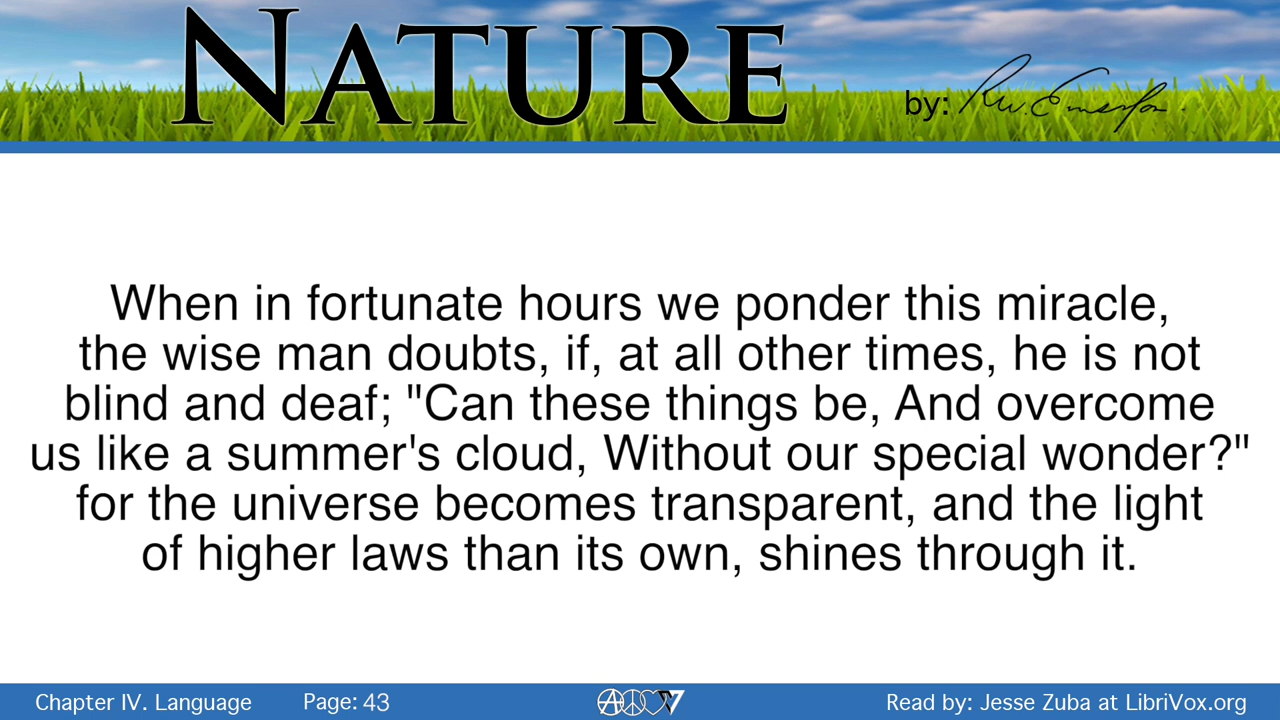 NATURE
by: R.W. Emerson.
When in fortunate hours we ponder this miracle,
the wise man doubts, if, at all other times, he is not
blind and deaf; "Can these things be, And overcome
us like a summer's cloud, Without our special wonder?"
for the universe becomes transparent, and the light
of higher laws than its own, shines through it.
Chapter IV. Language Page: 43 Read by: Jesse Zuba at LibriVox.org